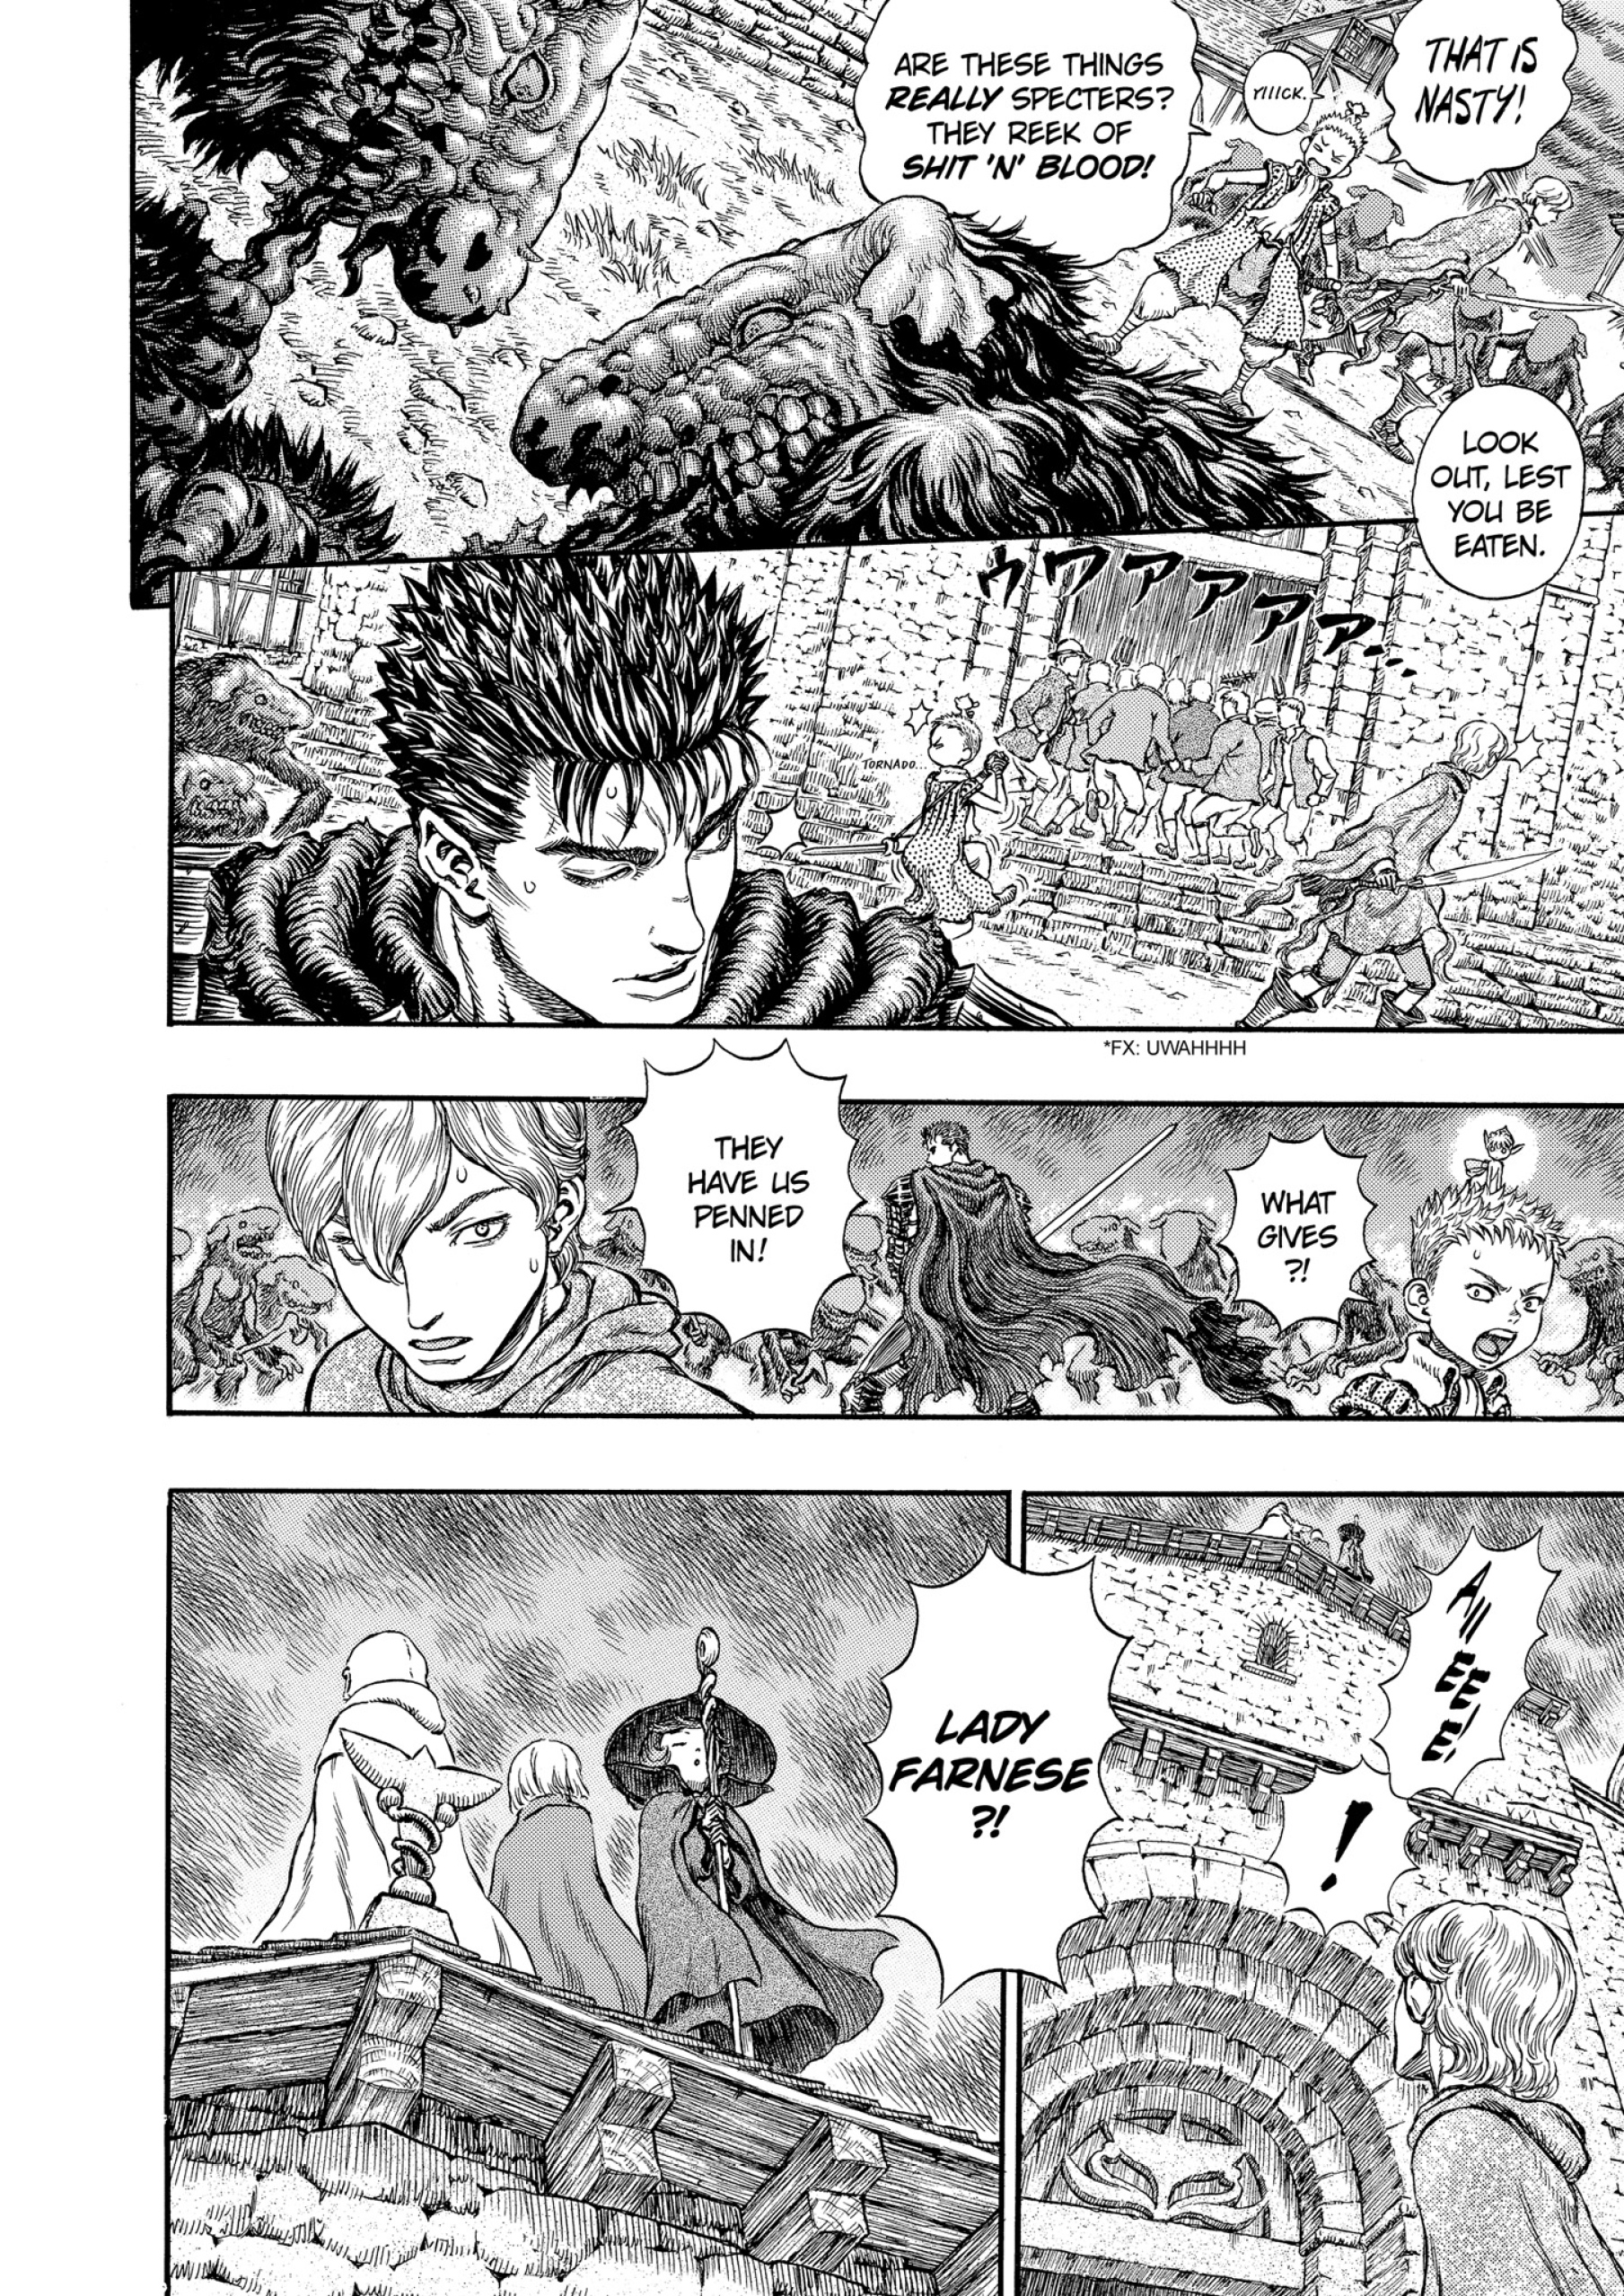 THAT IS
NASTY!
YIIICK.
ARE THESE THINGS
REALLY SPECTERS?
THEY REEK OF
SHIT 'N' BLOOD!
LOOK
OUT, LEST
YOU BE
EATEN.
ウワアアアア…
TORNADO...
*FX: UWAHHHH
WHAT
GIVES
?!
THEY
HAVE US
PENNED
IN!
AIIEEEE!
!
LADY
FARNESE
?!